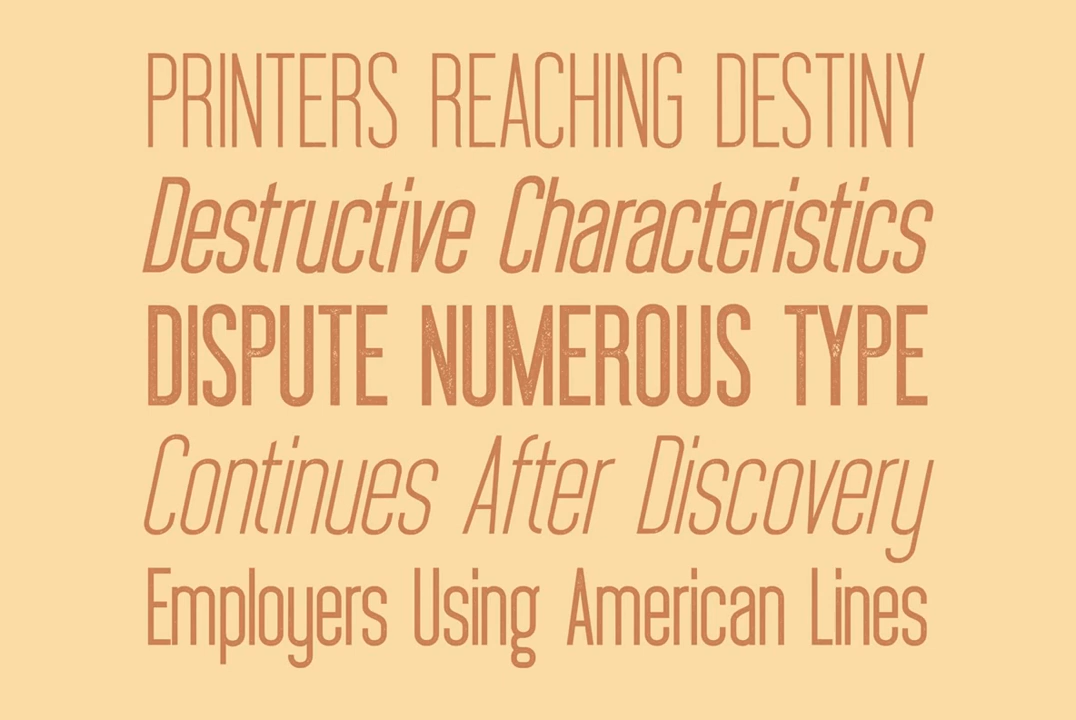 PRINTERS REACHING DESTINY
Destructive Characteristics
DISPUTE NUMEROUS TYPE
Continues After Discovery
Employers Using American Lines